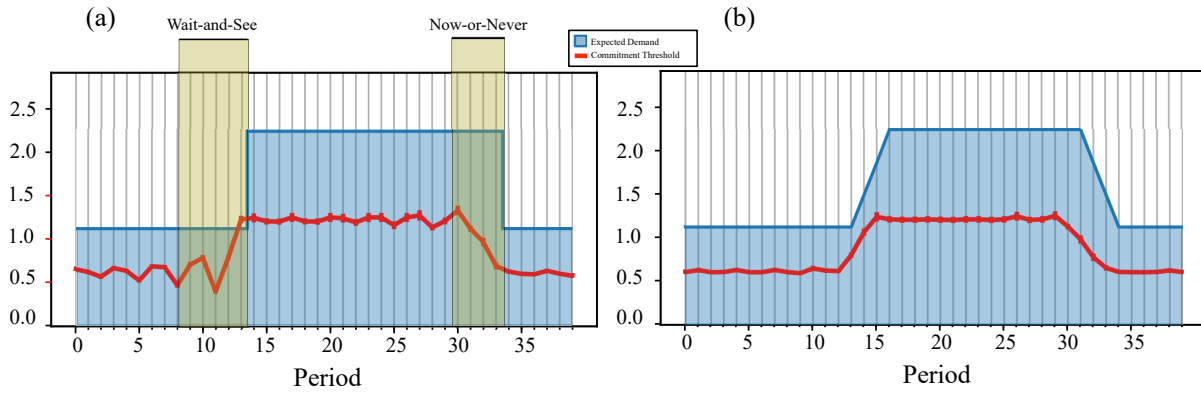 (a)
Wait-and-See
Now-or-Never
Expected Demand
Commitment Threshold
(b)
2.5
2.0
1.5
1.0
0.5
0.0
0 5 10 15 20 25 30 35
Period
2.5
2.0
1.5
1.0
0.5
0.0
0 5 10 15 20 25 30 35
Period